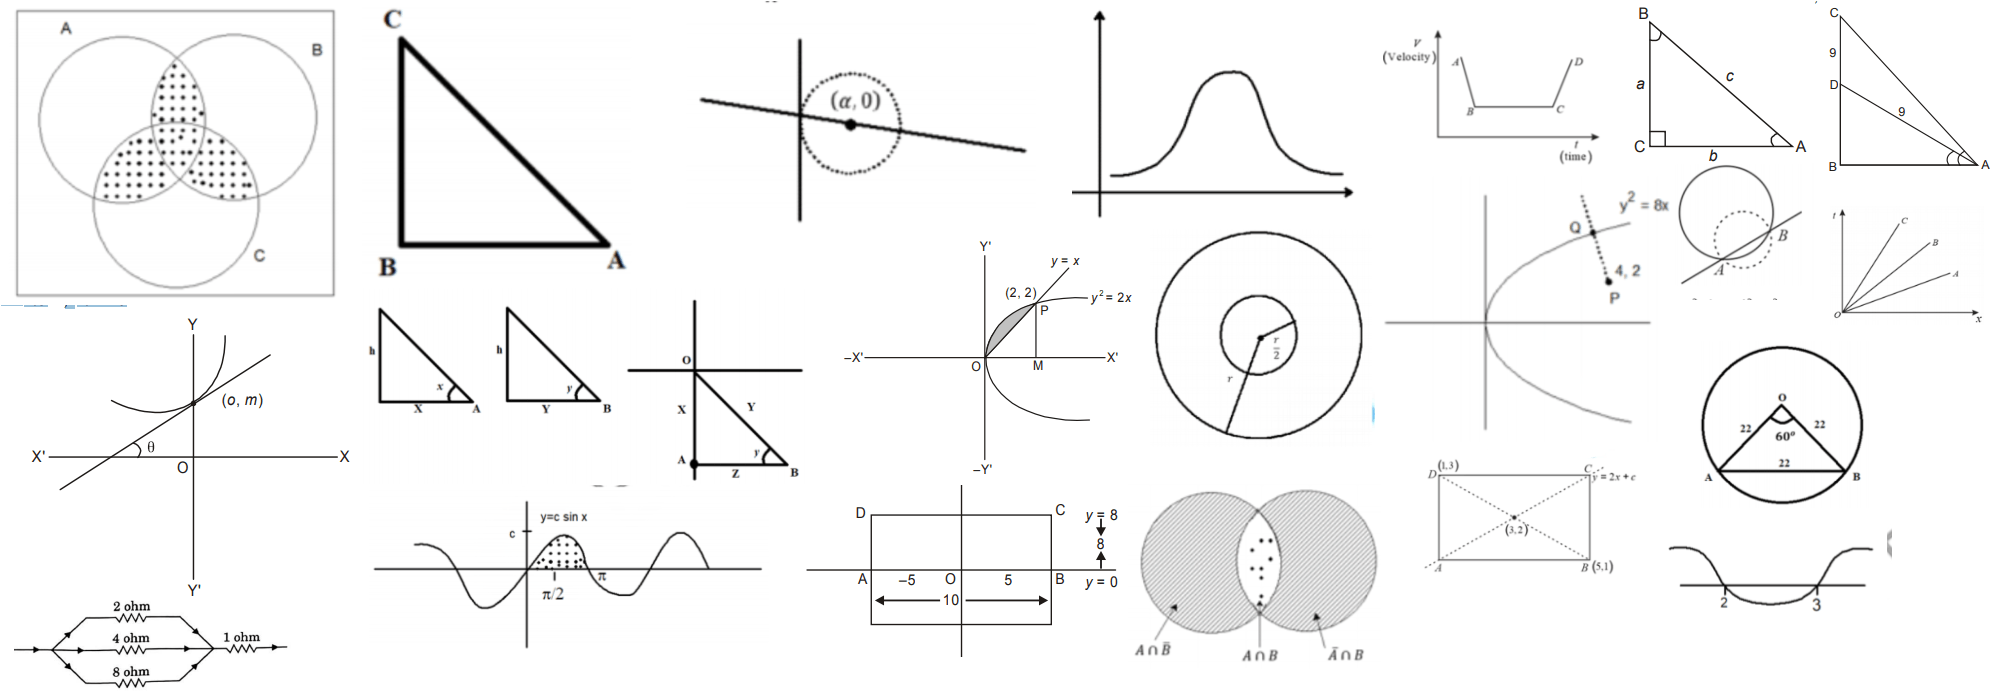 A
B
C
C
B
A
(α, 0)
V
(Velocity)
A
B
C
D
t
(time)
B
a
c
C
b
A
C
9
D
9
B
A
y² = 8x
Q
4, 2
P
A
B
t
C
B
A
O
x
Y
(o, m)
θ
X'
O
X
Y'
h
x
X
A
h
y
Y
B
O
X
Y
A
y
Z
B
Y'
y = x
(2, 2)
y² = 2x
P
–X'
O
M
X'
–Y'
r/2
r
O
22
22
60°
22
A
B
D (1,3)
C
y = 2x + c
(3,2)
A
B (5,1)
y=c sin x
c
π/2
π
D
C
y = 8
8
A
–5
O
5
B
y = 0
10
A ∩ B̄
A ∩ B
Ā ∩ B
2
3
2 ohm
4 ohm
1 ohm
8 ohm